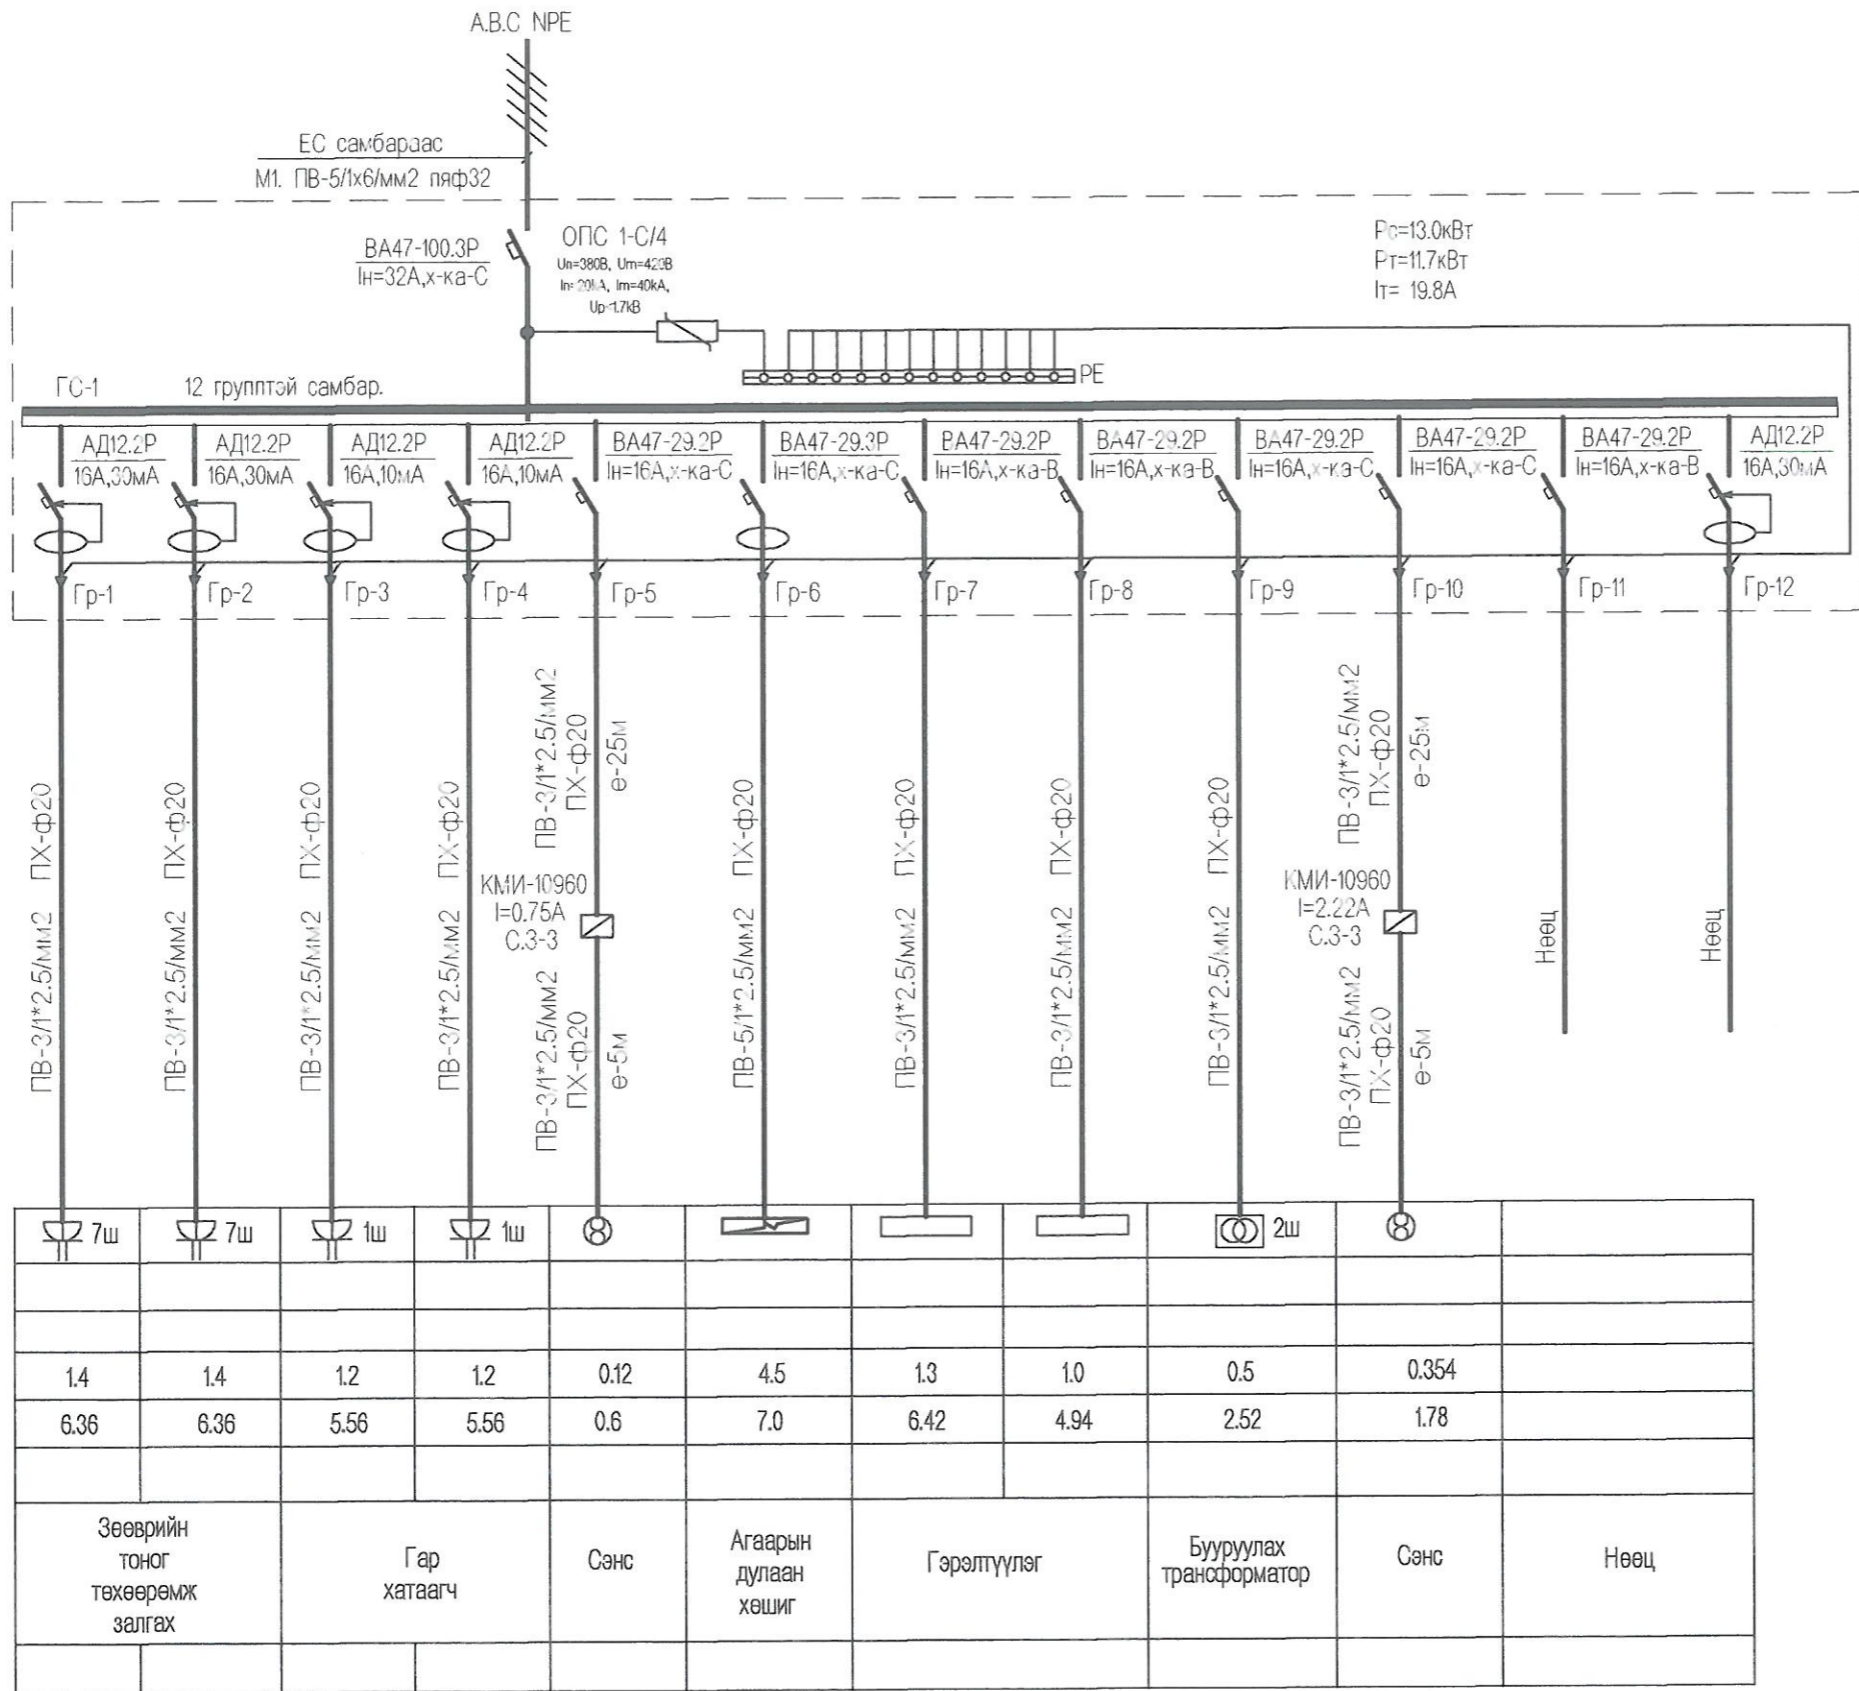 A.B.C NPE
ЕС самбараас
М1. ПВ-5/1х6/мм2 пяф32
ВА47-100.3Р
Iн=32А,х-ка-С
ОПС 1-С/4
Un=380В, Um=420В
In=20kA, Im=40kA,
Up=1.7kB
Рс=13.0кВт
Рт=11.7кВт
Iт= 19.8А
РЕ
ГС-1
12 групптэй самбар.
АД12.2Р
16А,30мА
АД12.2Р
16А,30мА
АД12.2Р
16А,10мА
АД12.2Р
16А,10мА
ВА47-29.2Р
Iн=16А,х-ка-С
ВА47-29.3Р
Iн=16А,х-ка-С
ВА47-29.2Р
Iн=16А,х-ка-В
ВА47-29.2Р
Iн=16А,х-ка-В
ВА47-29.2Р
Iн=16А,х-ка-С
ВА47-29.2Р
Iн=16А,х-ка-С
ВА47-29.2Р
Iн=16А,х-ка-В
АД12.2Р
16А,30мА
Гр-1
Гр-2
Гр-3
Гр-4
Гр-5
Гр-6
Гр-7
Гр-8
Гр-9
Гр-10
Гр-11
Гр-12
ПВ-3/1*2.5/мм2 ПХ-ф20
ПВ-3/1*2.5/мм2 ПХ-ф20
ПВ-3/1*2.5/мм2 ПХ-ф20
ПВ-3/1*2.5/мм2 ПХ-ф20
ПВ-3/1*2.5/мм2
ПХ-ф20
е-25м
КМИ-10960
I=0.75А
С.3-3
ПВ-3/1*2.5/мм2
ПХ-ф20
е-5м
ПВ-5/1*2.5/мм2 ПХ-ф20
ПВ-3/1*2.5/мм2 ПХ-ф20
ПВ-3/1*2.5/мм2 ПХ-ф20
ПВ-3/1*2.5/мм2 ПХ-ф20
ПВ-3/1*2.5/мм2
ПХ-ф20
е-25м
КМИ-10960
I=2.22А
С.3-3
ПВ-3/1*2.5/мм2
ПХ-ф20
е-5м
Нөөц
Нөөц
7ш 7ш 1ш 1ш 2ш
1.4 1.4 1.2 1.2 0.12 4.5 1.3 1.0 0.5 0.354
6.36 6.36 5.56 5.56 0.6 7.0 6.42 4.94 2.52 1.78
Зөөврийн
тоног
төхөөрөмж
залгах
Гар
хатаагч
Сэнс
Агаарын
дулаан
хөшиг
Гэрэлтүүлэг
Бууруулах
трансформатор
Сэнс
Нөөц